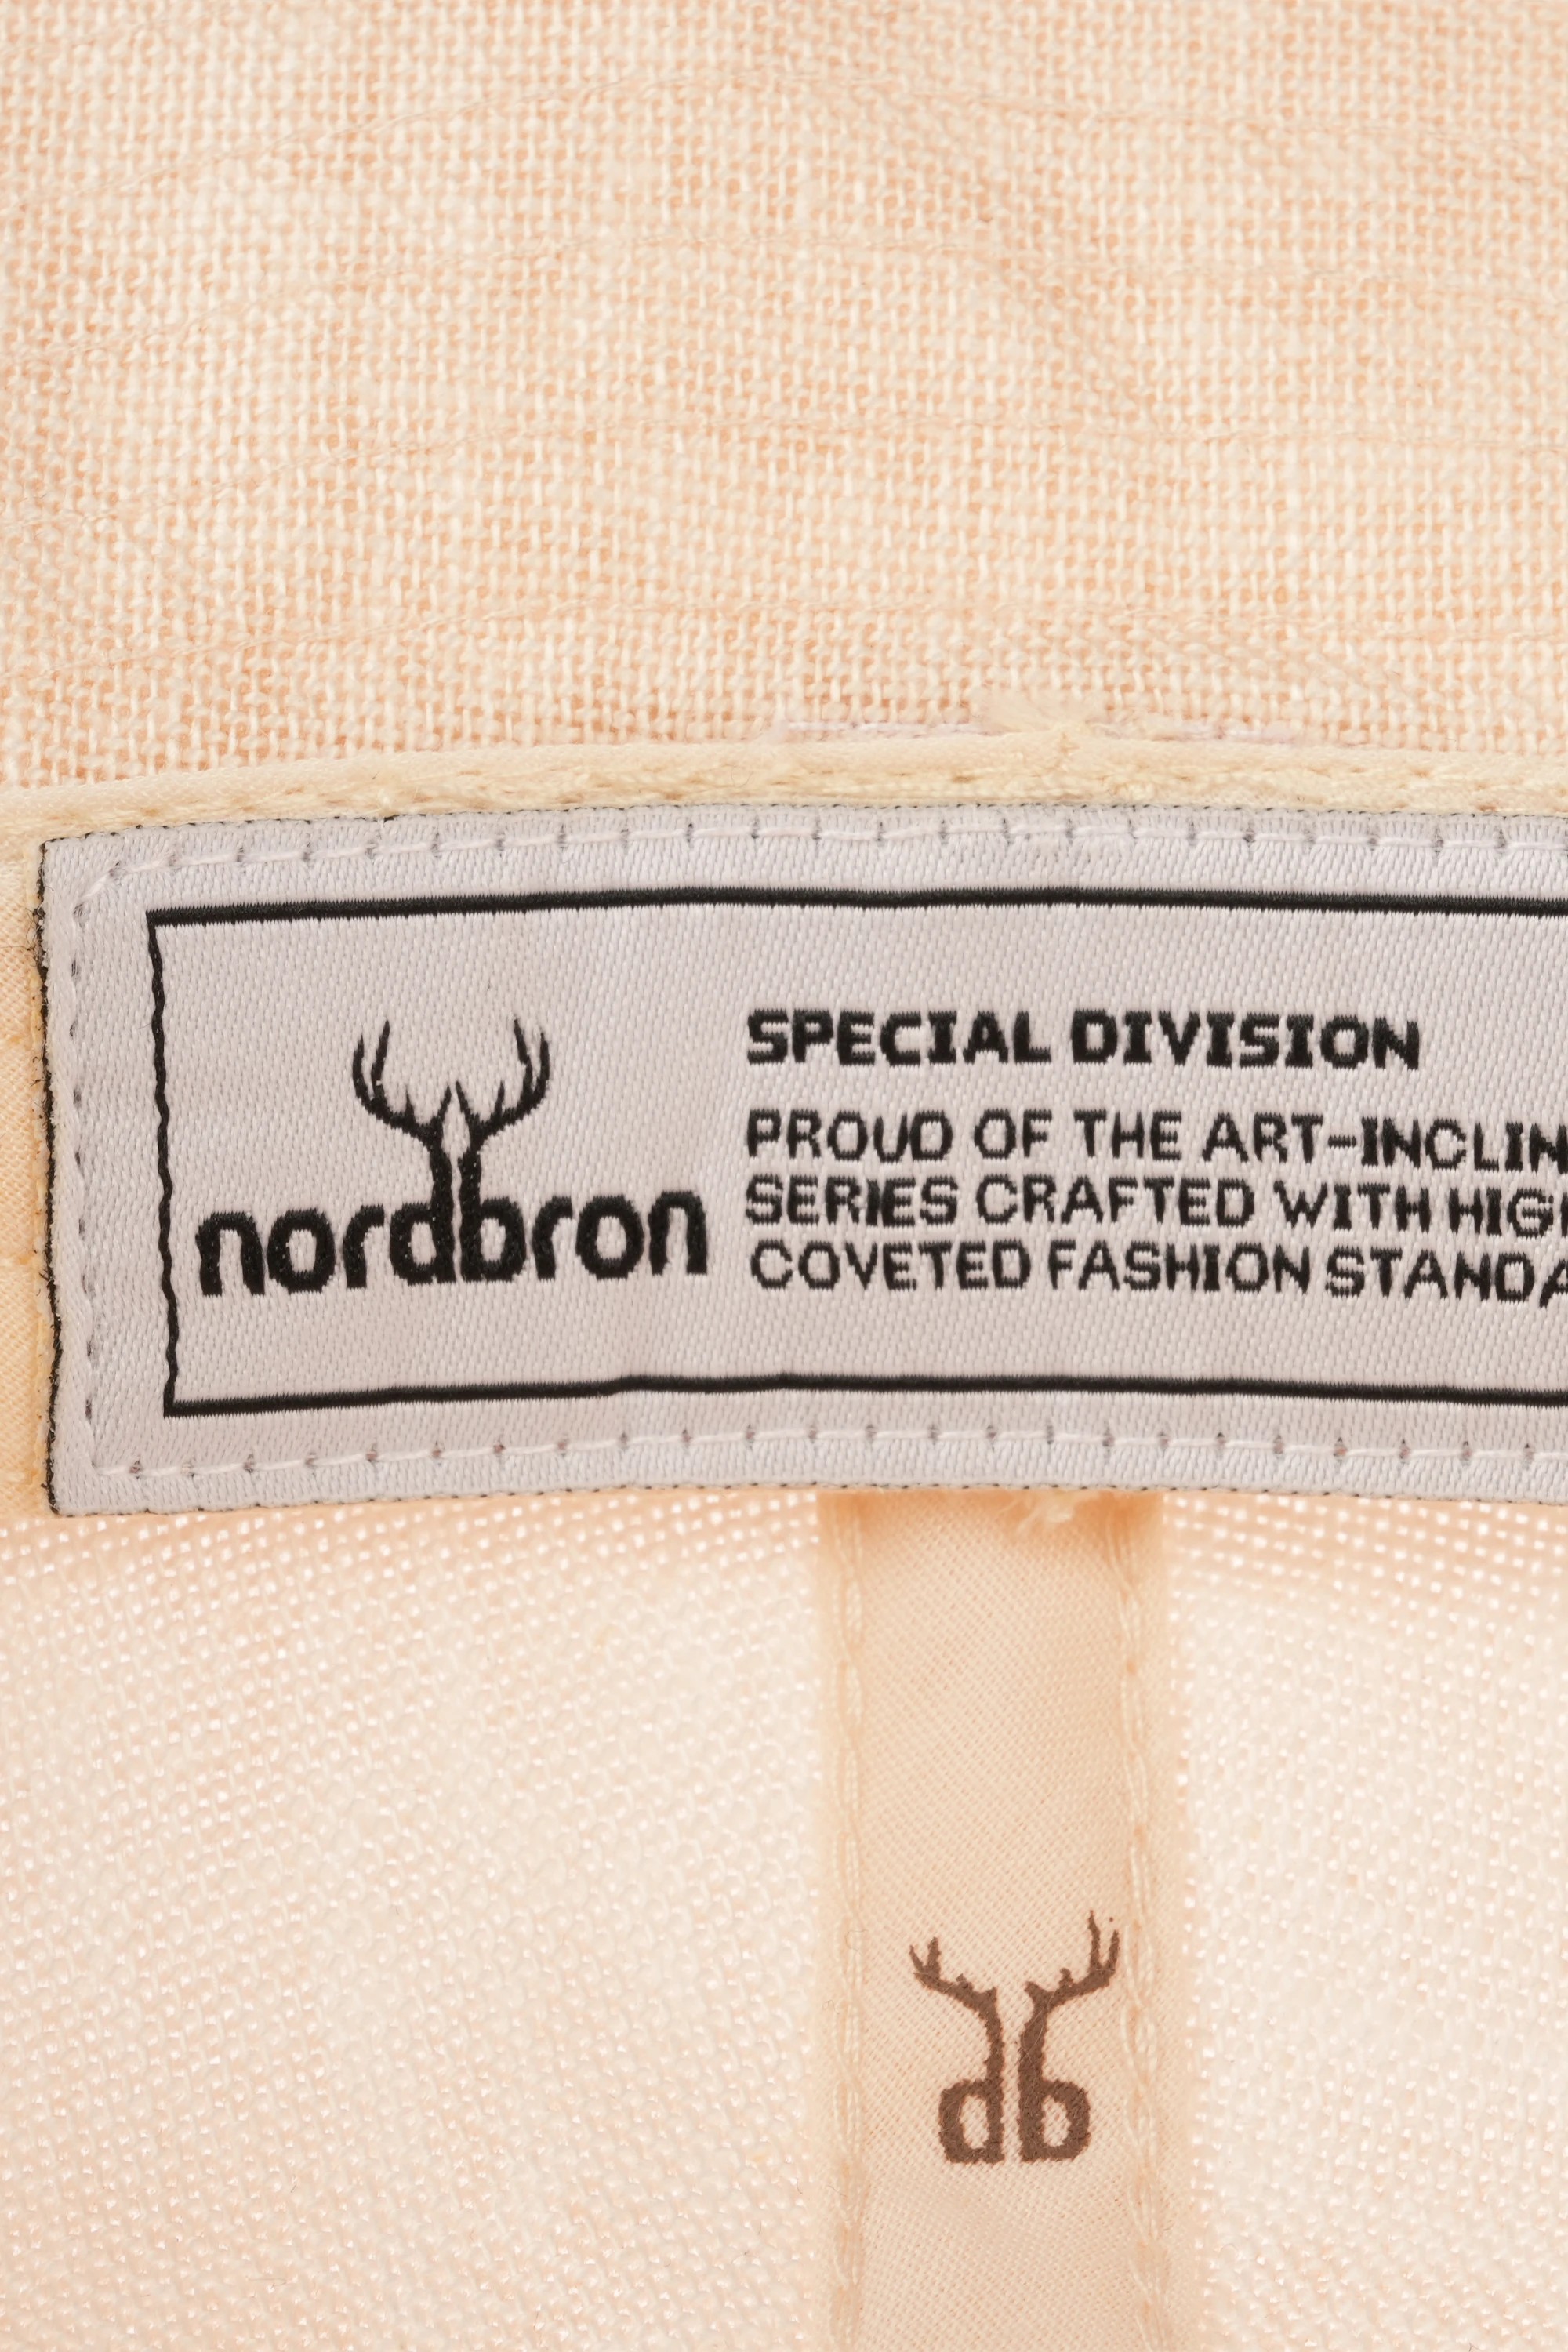 nordbron
SPECIAL DIVISION
PROUD OF THE ART-INCLIN
SERIES CRAFTED WITH HIG
COVETED FASHION STANDA
db